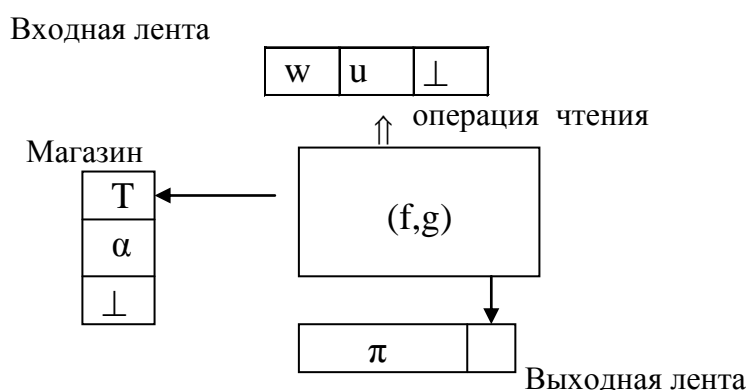 Входная лента
w u ⊥
⇑ операция чтения
Магазин
T
(f,g)
α
⊥
π
Выходная лента